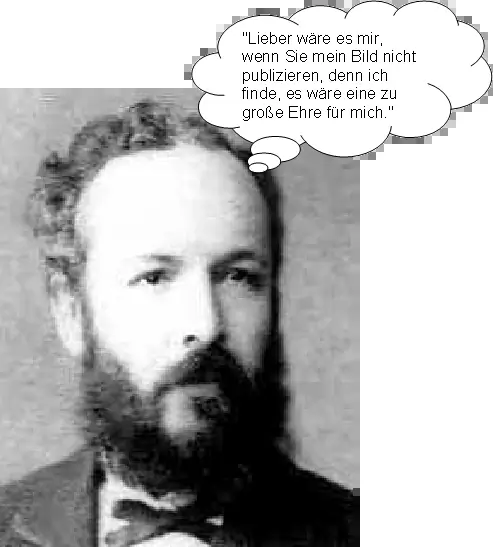 "Lieber wäre es mir,
wenn Sie mein Bild nicht
publizieren, denn ich
finde, es wäre eine zu
große Ehre für mich."